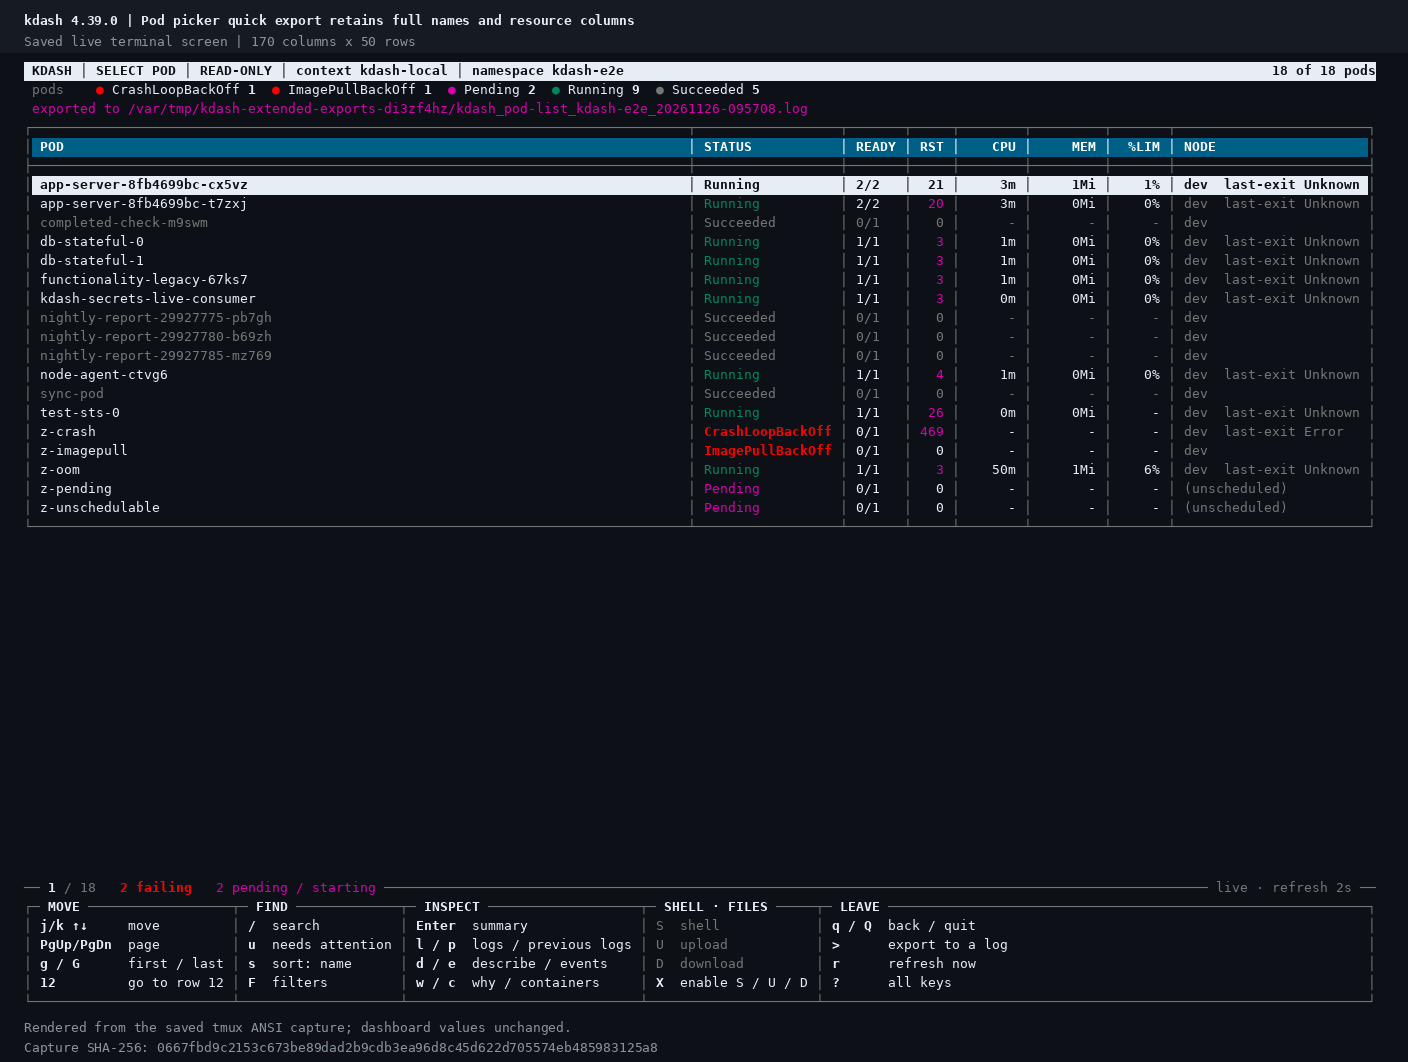 kdash 4.39.0 | Pod picker quick export retains full names and resource columns
Saved live terminal screen | 170 columns x 50 rows
KDASH │ SELECT POD │ READ-ONLY │ context kdash-local │ namespace kdash-e2e 18 of 18 pods
pods ● CrashLoopBackOff 1 ● ImagePullBackOff 1 ● Pending 2 ● Running 9 ● Succeeded 5
exported to /var/tmp/kdash-extended-exports-di3zf4hz/kdash_pod-list_kdash-e2e_20261126-095708.log
POD │ STATUS │ READY │ RST │ CPU │ MEM │ %LIM │ NODE
app-server-8fb4699bc-cx5vz │ Running │ 2/2 │ 21 │ 3m │ 1Mi │ 1% │ dev last-exit Unknown
app-server-8fb4699bc-t7zxj │ Running │ 2/2 │ 20 │ 3m │ 0Mi │ 0% │ dev last-exit Unknown
completed-check-m9swm │ Succeeded │ 0/1 │ 0 │ - │ - │ - │ dev
db-stateful-0 │ Running │ 1/1 │ 3 │ 1m │ 0Mi │ 0% │ dev last-exit Unknown
db-stateful-1 │ Running │ 1/1 │ 3 │ 1m │ 0Mi │ 0% │ dev last-exit Unknown
functionality-legacy-67ks7 │ Running │ 1/1 │ 3 │ 1m │ 0Mi │ 0% │ dev last-exit Unknown
kdash-secrets-live-consumer │ Running │ 1/1 │ 3 │ 0m │ 0Mi │ 0% │ dev last-exit Unknown
nightly-report-29927775-pb7gh │ Succeeded │ 0/1 │ 0 │ - │ - │ - │ dev
nightly-report-29927780-b69zh │ Succeeded │ 0/1 │ 0 │ - │ - │ - │ dev
nightly-report-29927785-mz769 │ Succeeded │ 0/1 │ 0 │ - │ - │ - │ dev
node-agent-ctvg6 │ Running │ 1/1 │ 4 │ 1m │ 0Mi │ 0% │ dev last-exit Unknown
sync-pod │ Succeeded │ 0/1 │ 0 │ - │ - │ - │ dev
test-sts-0 │ Running │ 1/1 │ 26 │ 0m │ 0Mi │ - │ dev last-exit Unknown
z-crash │ CrashLoopBackOff │ 0/1 │ 469 │ - │ - │ - │ dev last-exit Error
z-imagepull │ ImagePullBackOff │ 0/1 │ 0 │ - │ - │ - │ dev
z-oom │ Running │ 1/1 │ 3 │ 50m │ 1Mi │ 6% │ dev last-exit Unknown
z-pending │ Pending │ 0/1 │ 0 │ - │ - │ - │ (unscheduled)
z-unschedulable │ Pending │ 0/1 │ 0 │ - │ - │ - │ (unscheduled)
1 / 18 2 failing 2 pending / starting live · refresh 2s
MOVE FIND INSPECT SHELL · FILES LEAVE
j/k ↑↓ move │ / search │ Enter summary │ S shell │ q / Q back / quit
PgUp/PgDn page │ u needs attention │ l / p logs / previous logs │ U upload │ > export to a log
g / G first / last │ s sort: name │ d / e describe / events │ D download │ r refresh now
12 go to row 12 │ F filters │ w / c why / containers │ X enable S / U / D │ ? all keys
Rendered from the saved tmux ANSI capture; dashboard values unchanged.
Capture SHA-256: 0667fbd9c2153c673be89dad2b9cdb3ea96d8c45d622d705574eb485983125a8